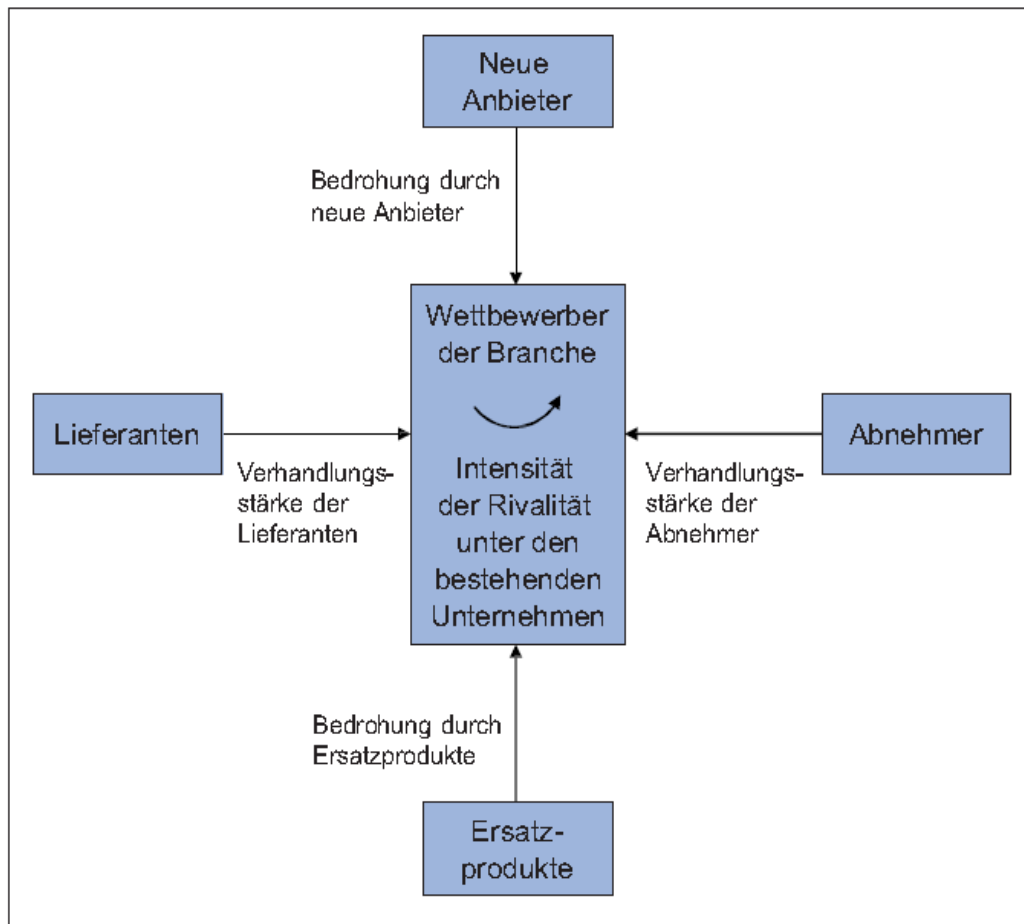 Neue
Anbieter
Bedrohung durch
neue Anbieter
Wettbewerber
der Branche
Lieferanten
Abnehmer
Verhandlungs-
stärke der
Lieferanten
Intensität
der Rivalität
unter den
bestehenden
Unternehmen
Verhandlungs-
stärke der
Abnehmer
Bedrohung durch
Ersatzprodukte
Ersatz-
produkte